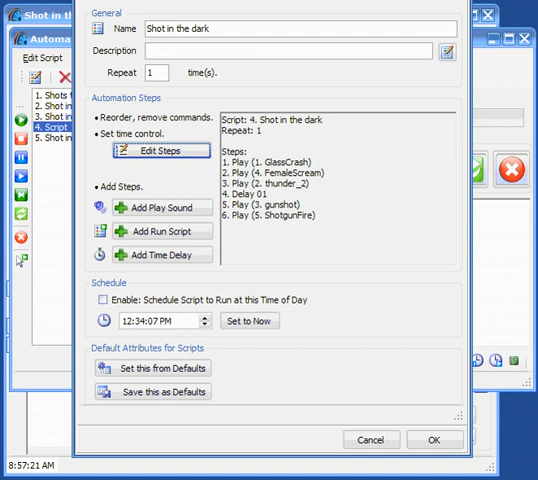 Shot in the
Automa
Edit Script
1. Shots f
2. Shot in
3. Shot in
4. Script
5. Shot in
General
Name
Shot in the dark
Description
Repeat 1 time(s).
Automation Steps
• Reorder, remove commands.
• Set time control.
Edit Steps
• Add Steps.
Add Play Sound
Add Run Script
Add Time Delay
Script: 4. Shot in the dark
Repeat: 1
Steps:
1. Play (1. GlassCrash)
2. Play (4. FemaleScream)
3. Play (2. thunder_2)
4. Delay 01
5. Play (3. gunshot)
6. Play (5. ShotgunFire)
Schedule
Enable: Schedule Script to Run at this Time of Day
12:34:07 PM
Set to Now
Default Attributes for Scripts
Set this from Defaults
Save this as Defaults
Cancel
OK
8:57:21 AM